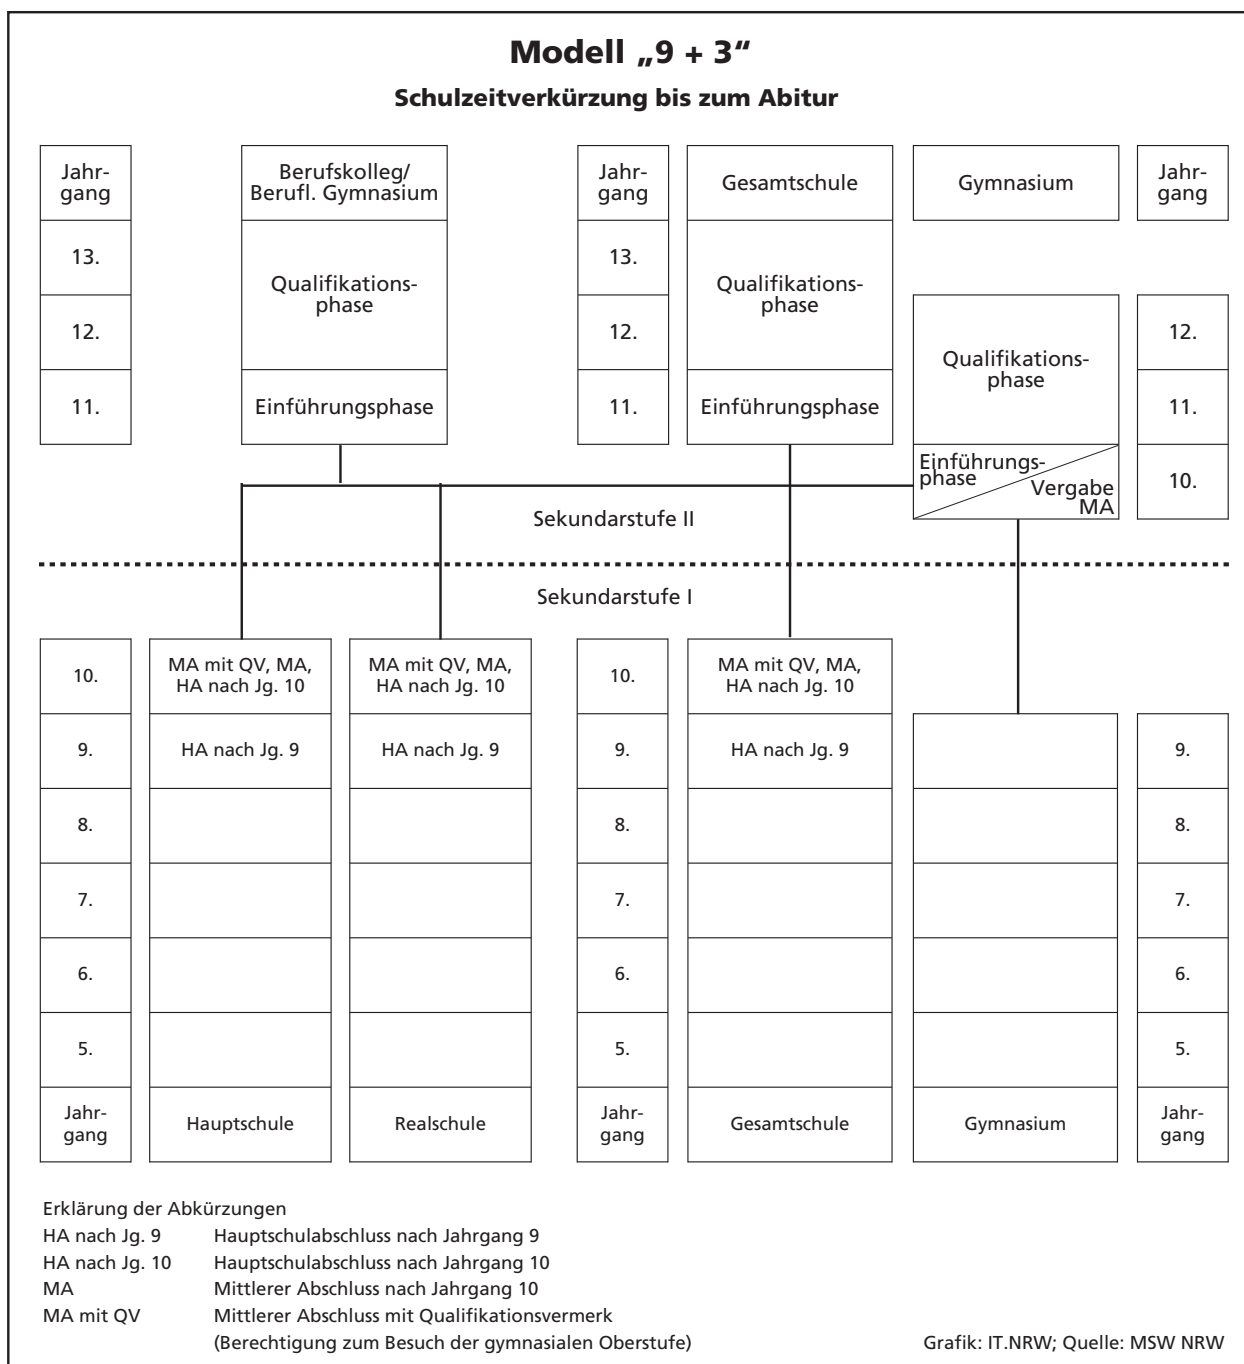 Modell „9 + 3“
Schulzeitverkürzung bis zum Abitur
Jahr-
gang
Berufskolleg/
Berufl. Gymnasium
Jahr-
gang
Gesamtschule
Gymnasium
Jahr-
gang
13.
Qualifikations-
phase
13.
Qualifikations-
phase
12.
12.
Qualifikations-
phase
12.
11.
Einführungsphase
11.
Einführungsphase
11.
Einführungs-
phase
Vergabe
MA
10.
Sekundarstufe II
Sekundarstufe I
10.
MA mit QV, MA,
HA nach Jg. 10
MA mit QV, MA,
HA nach Jg. 10
10.
MA mit QV, MA,
HA nach Jg. 10
9.
HA nach Jg. 9
HA nach Jg. 9
9.
HA nach Jg. 9
9.
8.
8.
8.
7.
7.
7.
6.
6.
6.
5.
5.
5.
Jahr-
gang
Hauptschule
Realschule
Jahr-
gang
Gesamtschule
Gymnasium
Jahr-
gang
Erklärung der Abkürzungen
HA nach Jg. 9 Hauptschulabschluss nach Jahrgang 9
HA nach Jg. 10 Hauptschulabschluss nach Jahrgang 10
MA Mittlerer Abschluss nach Jahrgang 10
MA mit QV Mittlerer Abschluss mit Qualifikationsvermerk
(Berechtigung zum Besuch der gymnasialen Oberstufe)
Grafik: IT.NRW; Quelle: MSW NRW